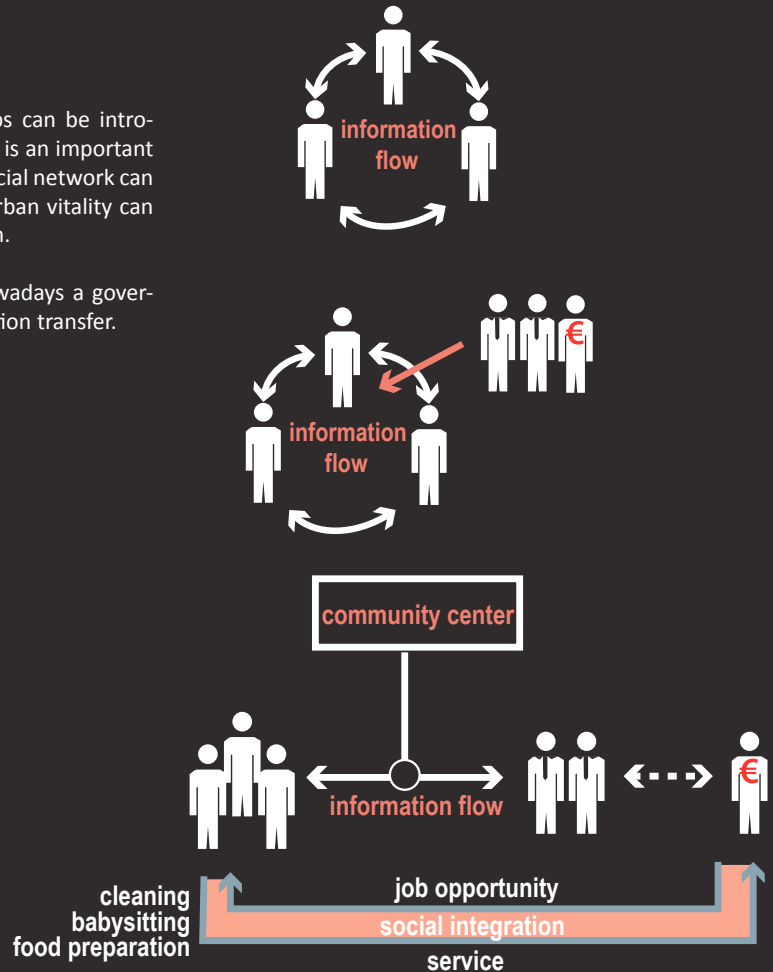 ps can be intro-
is an important
cial network can
rban vitality can
n.
wadays a gover-
tion transfer.
information
flow
€
information
flow
community center
information flow
€
cleaning
babysitting
food preparation
job opportunity
social integration
service